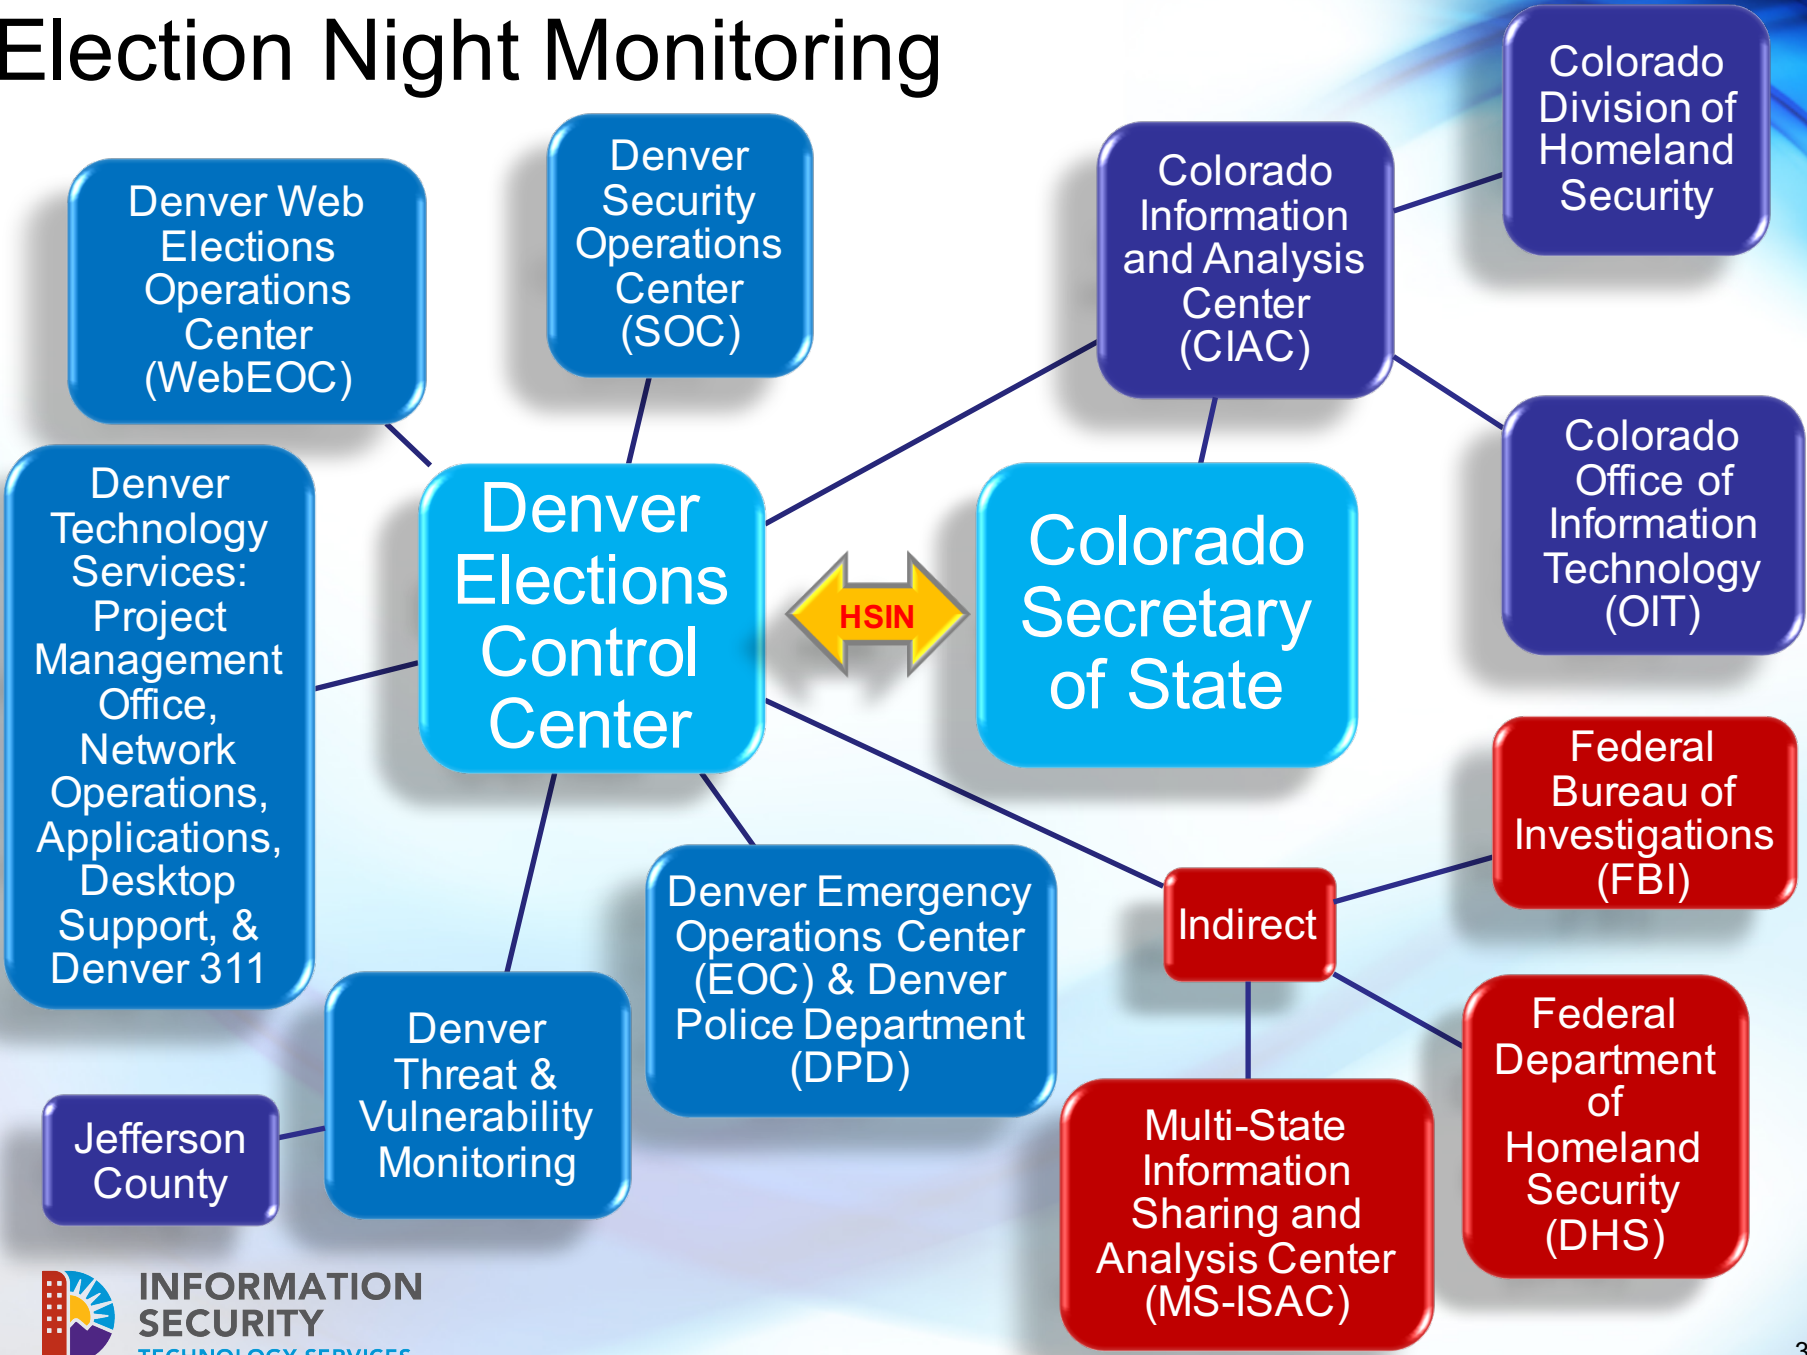 Election Night Monitoring
Denver Web
Elections
Operations
Center
(WebEOC)
Denver
Security
Operations
Center
(SOC)
Colorado
Information
and Analysis
Center
(CIAC)
Colorado
Division of
Homeland
Security
Denver
Technology
Services:
Project
Management
Office,
Network
Operations,
Applications,
Desktop
Support, &
Denver 311
Denver
Elections
Control
Center
HSIN
Colorado
Secretary
of State
Colorado
Office of
Information
Technology
(OIT)
Federal
Bureau of
Investigations
(FBI)
Indirect
Denver Emergency
Operations Center
(EOC) & Denver
Police Department
(DPD)
Denver
Threat &
Vulnerability
Monitoring
Jefferson
County
Federal
Department
of
Homeland
Security
(DHS)
Multi-State
Information
Sharing and
Analysis Center
(MS-ISAC)
INFORMATION
SECURITY
TECHNOLOGY SERVICES